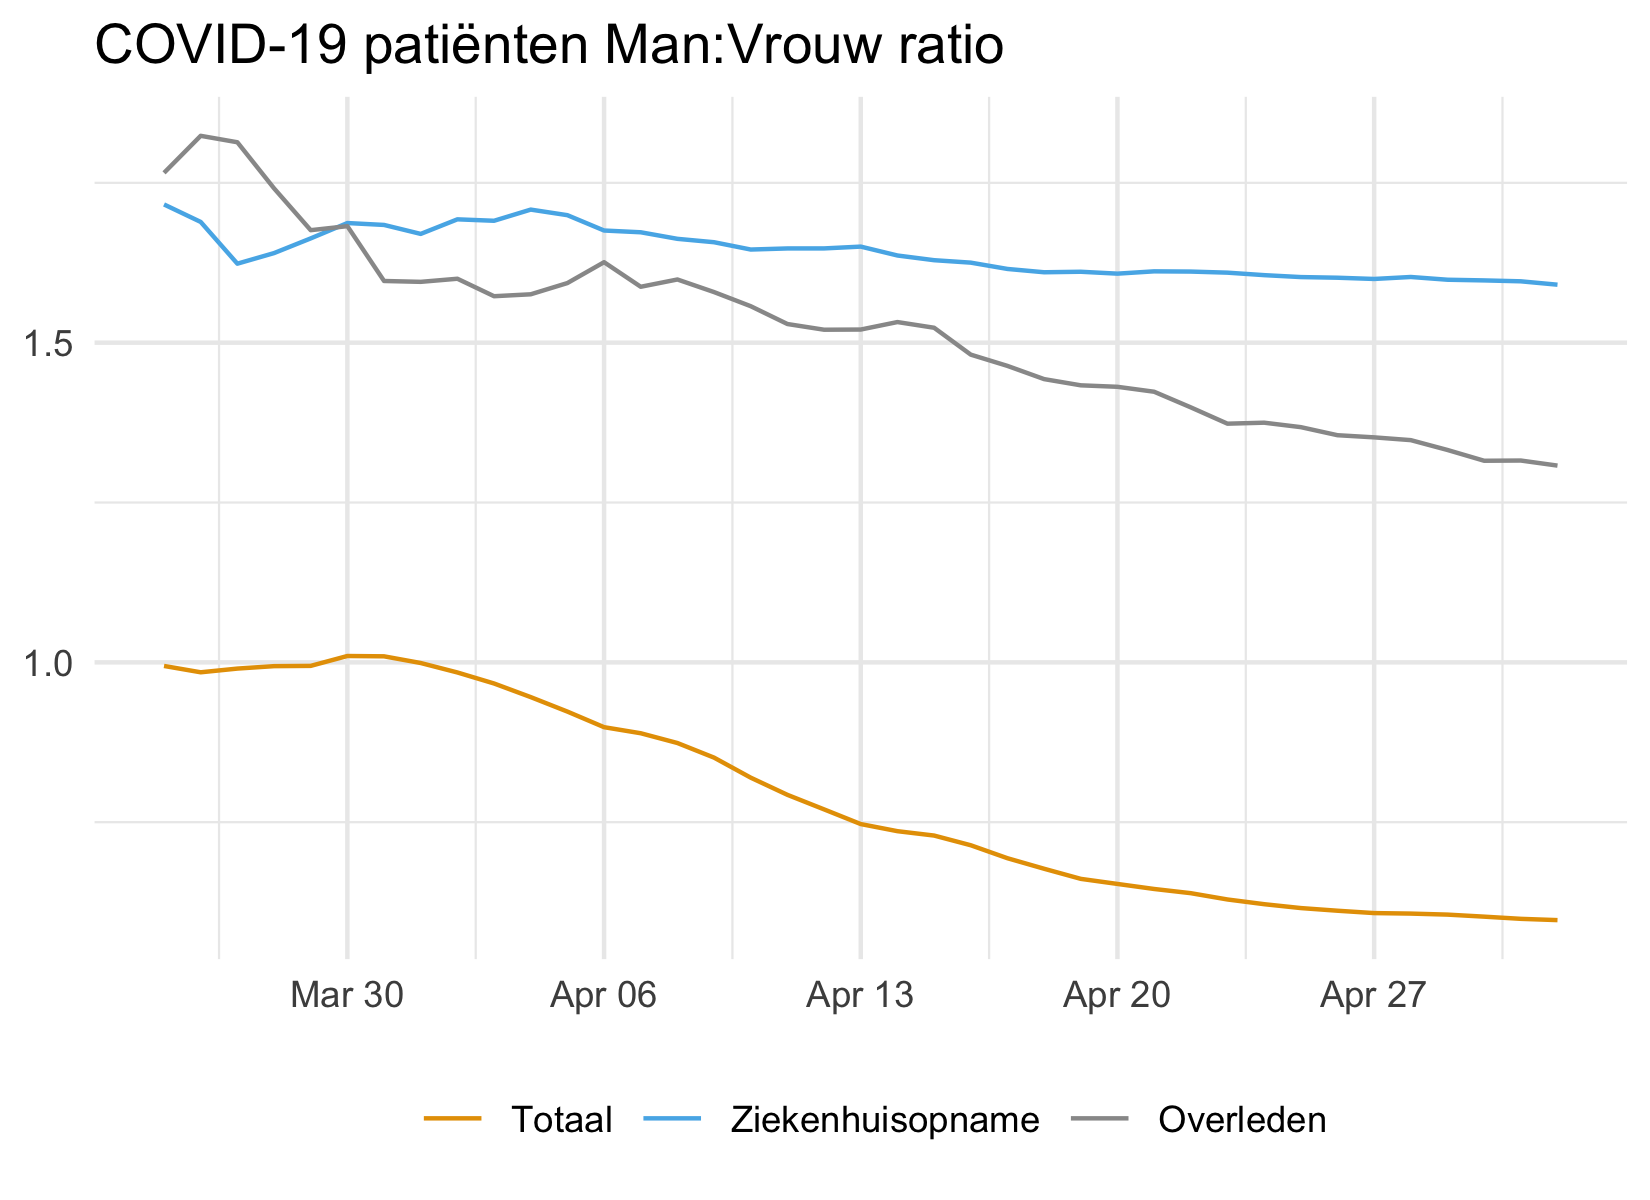 COVID-19 patiënten Man:Vrouw ratio
1.5
1.0
Mar 30 Apr 06 Apr 13 Apr 20 Apr 27
Totaal Ziekenhuisopname Overleden